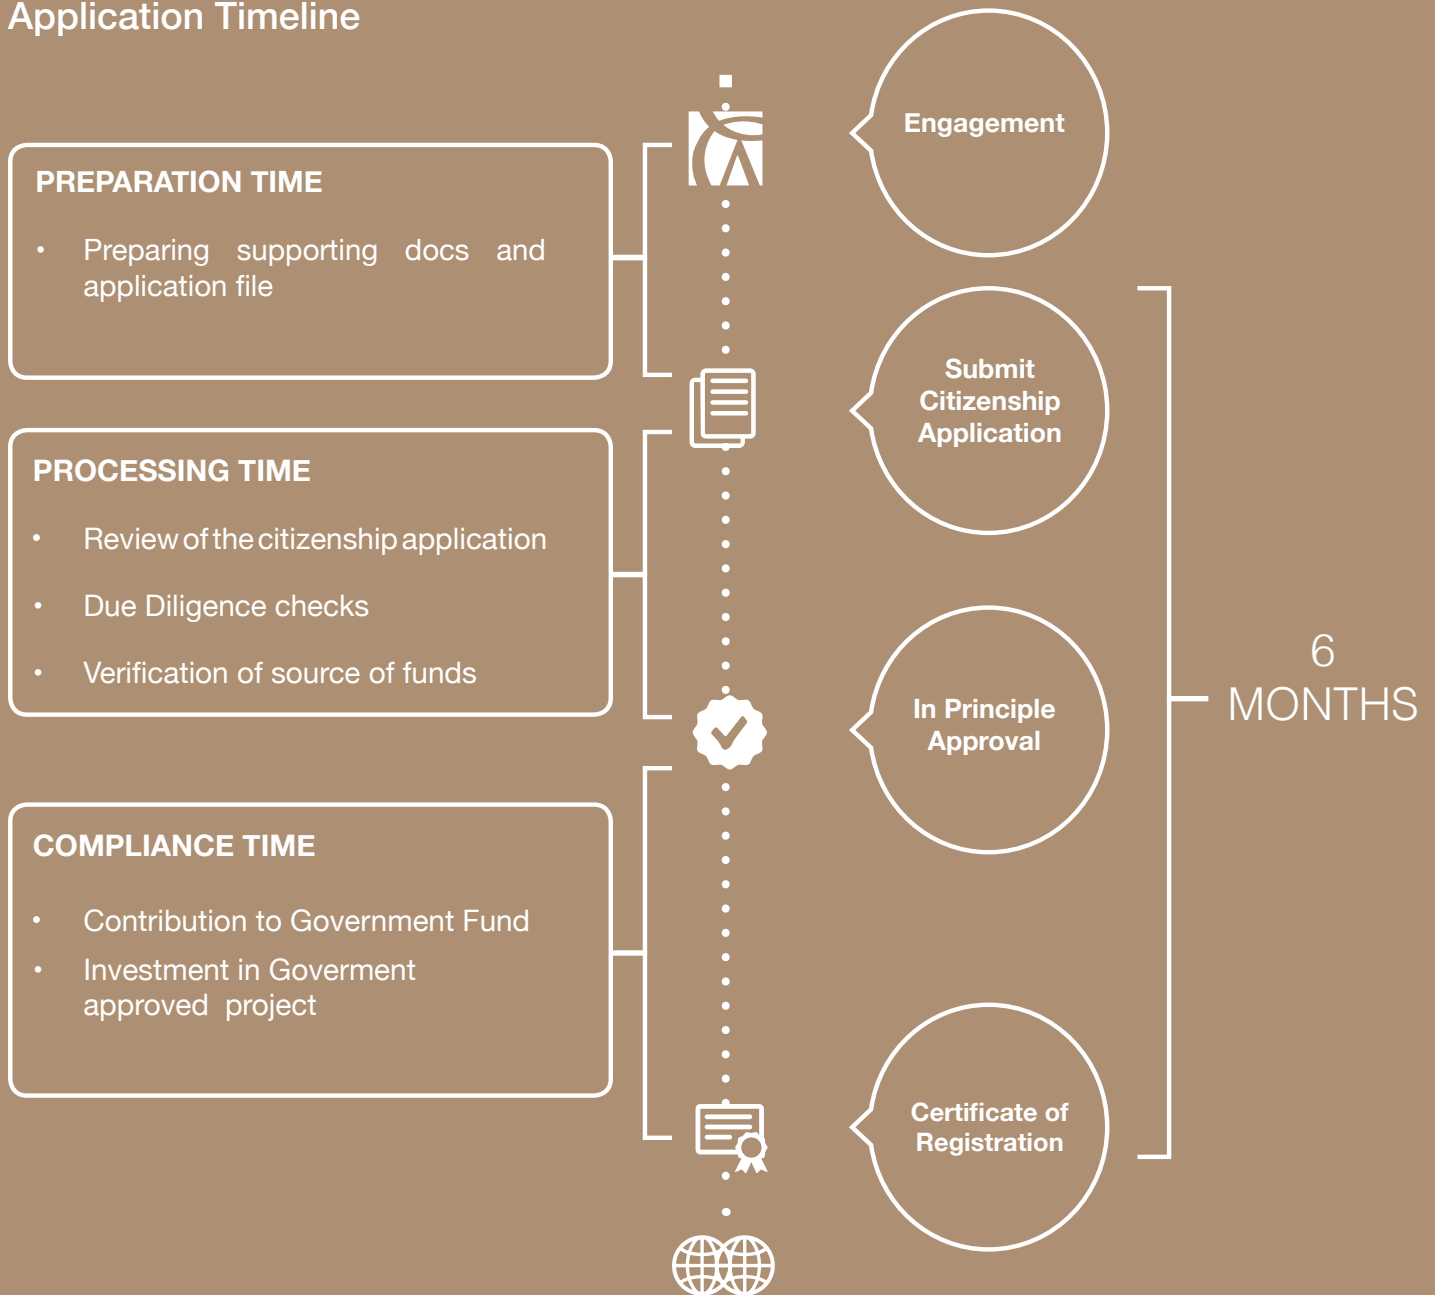 Application Timeline
Engagement
PREPARATION TIME
• Preparing supporting docs and
application file
Submit
Citizenship
Application
PROCESSING TIME
• Review of the citizenship application
• Due Diligence checks
• Verification of source of funds
In Principle
Approval
6
MONTHS
COMPLIANCE TIME
• Contribution to Government Fund
• Investment in Goverment
approved project
Certificate of
Registration